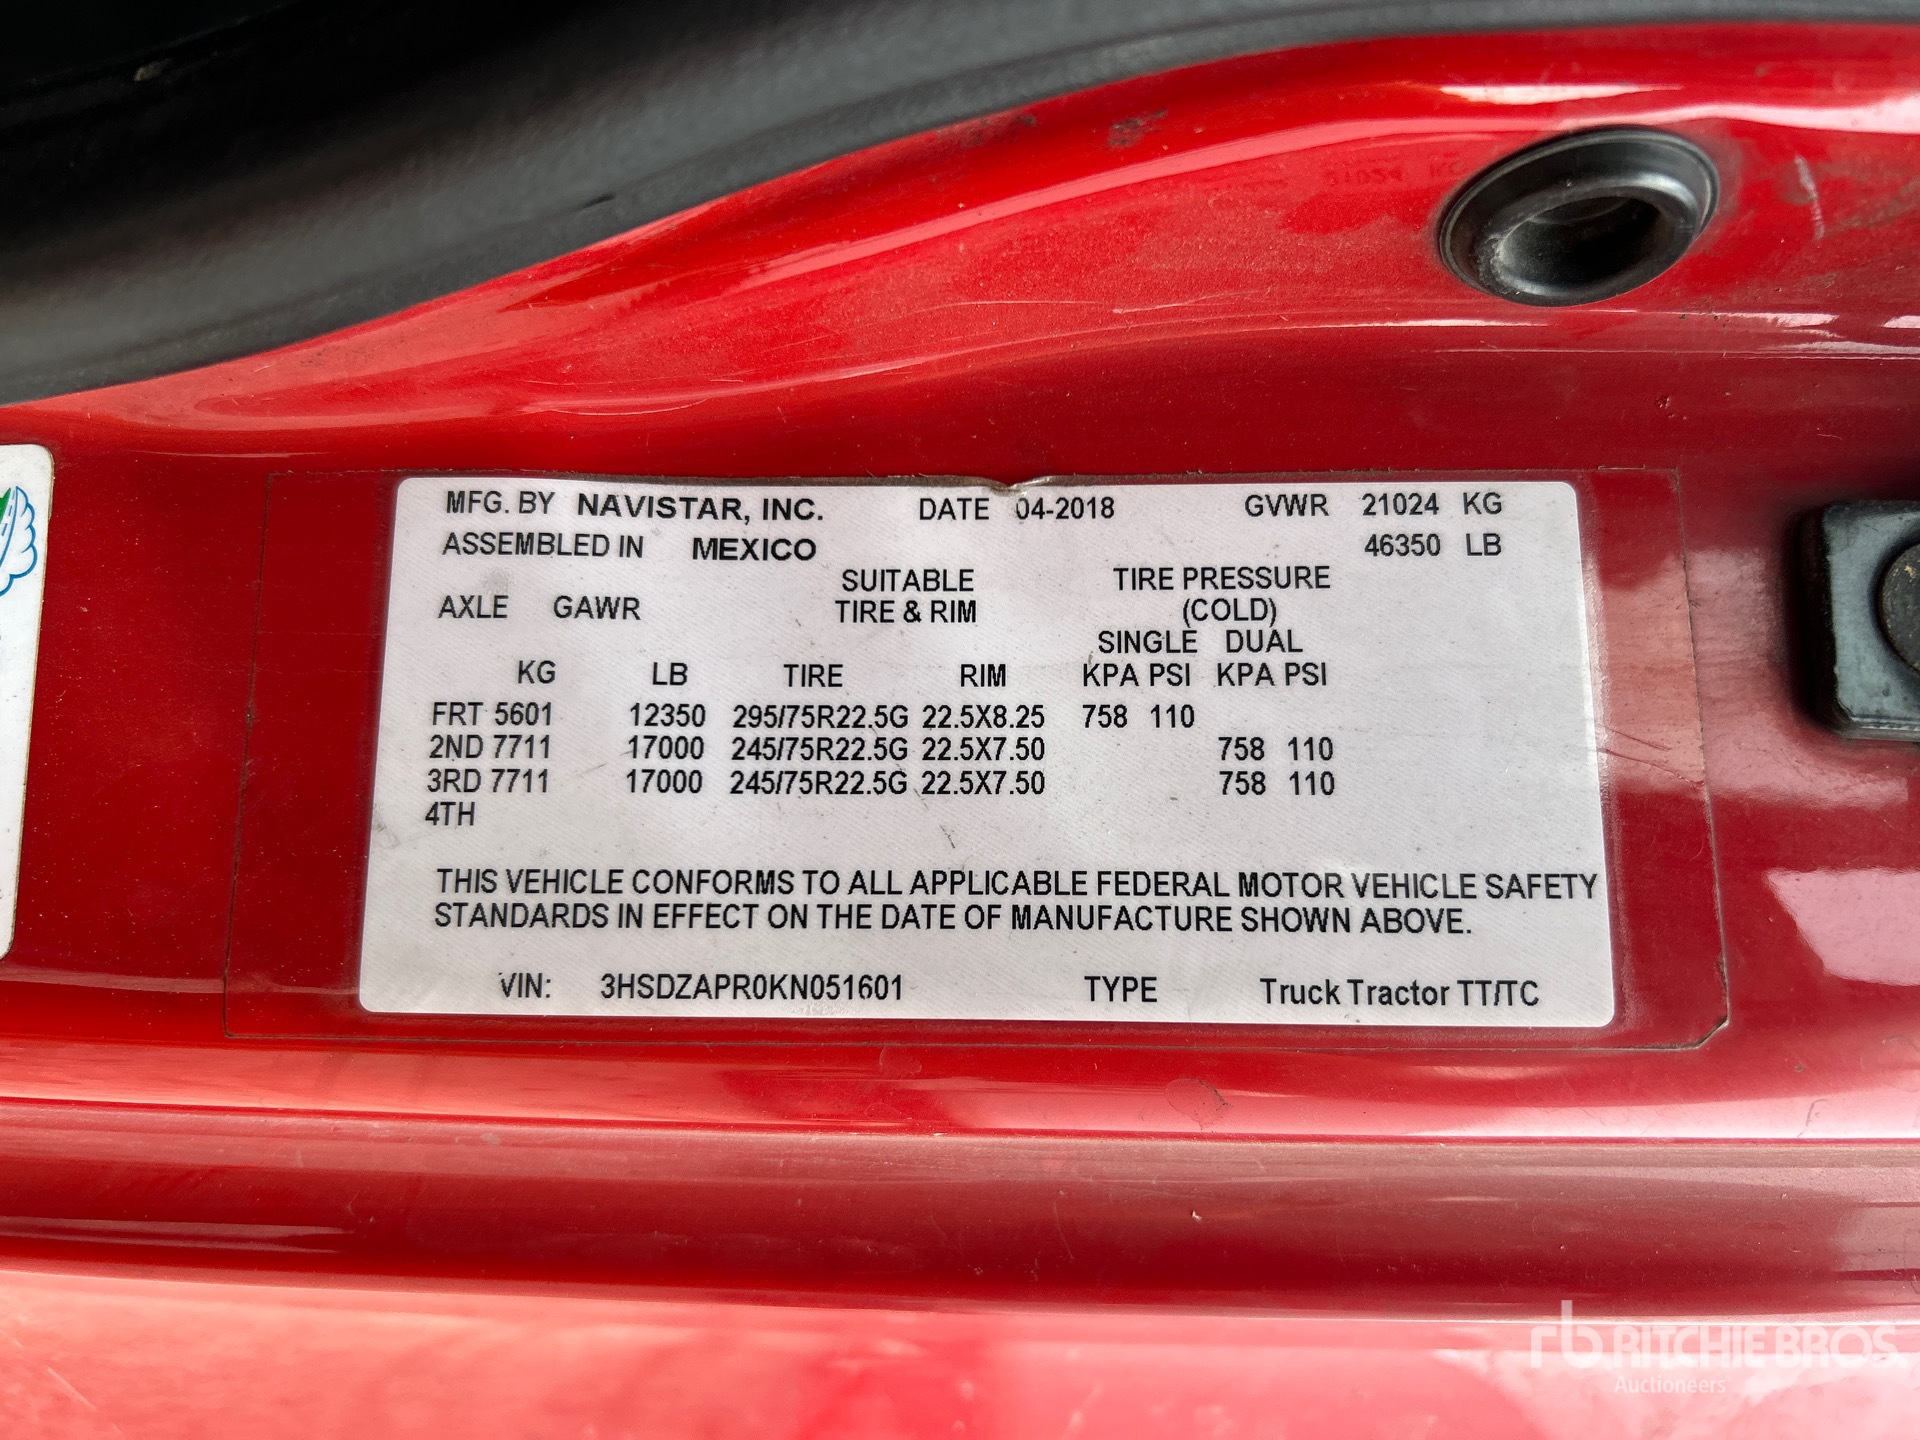 MFG. BY NAVISTAR, INC. DATE 04-2018 GVWR 21024 KG
ASSEMBLED IN MEXICO 46350 LB
SUITABLE TIRE PRESSURE
AXLE GAWR TIRE & RIM (COLD)
SINGLE DUAL
KG LB TIRE RIM KPA PSI KPA PSI
FRT 5601 12350 295/75R22.5G 22.5X8.25 758 110
2ND 7711 17000 245/75R22.5G 22.5X7.50 758 110
3RD 7711 17000 245/75R22.5G 22.5X7.50 758 110
4TH
THIS VEHICLE CONFORMS TO ALL APPLICABLE FEDERAL MOTOR VEHICLE SAFETY
STANDARDS IN EFFECT ON THE DATE OF MANUFACTURE SHOWN ABOVE.
VIN: 3HSDZAPR0KN051601 TYPE Truck Tractor TT/TC
rb RITCHIE BROS.
Auctioneers